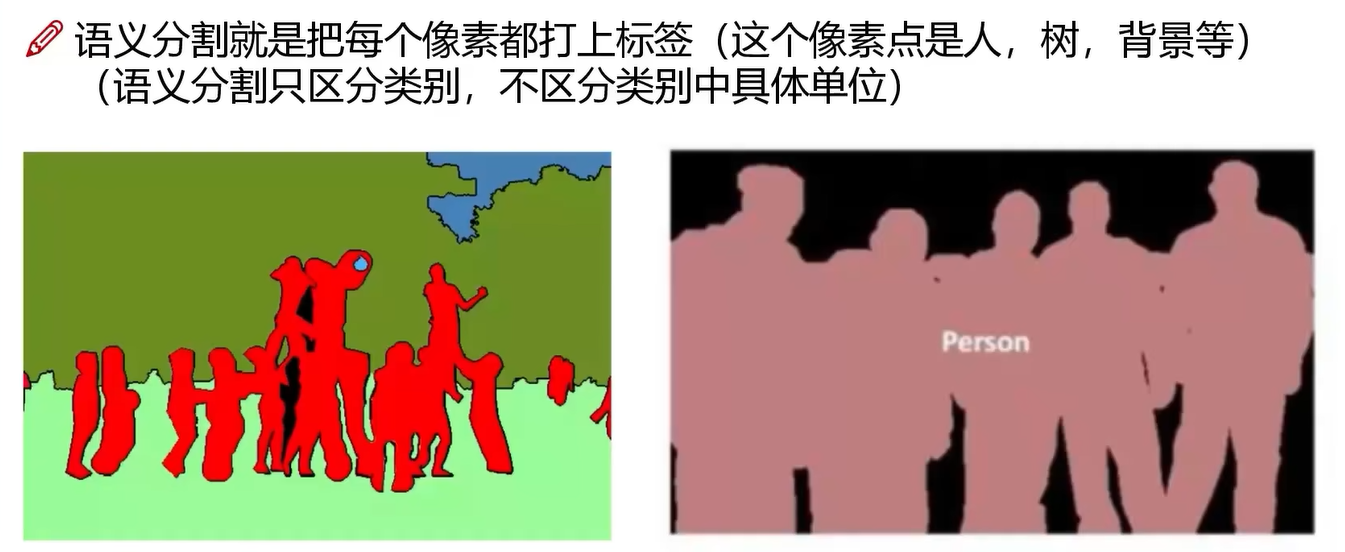 语义分割就是把每个像素都打上标签（这个像素点是人，树，背景等）
（语义分割只区分类别，不区分类别中具体单位）
Person